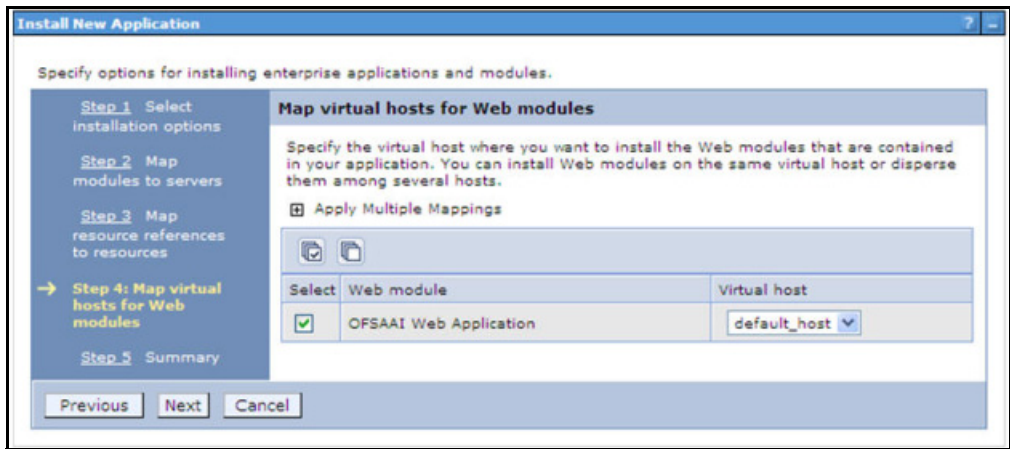 Install New Application
?
Specify options for installing enterprise applications and modules.
Step 1 Select
installation options
Step 2 Map
modules to servers
Step 3 Map
resource references
to resources
Step 4: Map virtual
hosts for Web
modules
Step 5 Summary
Map virtual hosts for Web modules
Specify the virtual host where you want to install the Web modules that are contained
in your application. You can install Web modules on the same virtual host or disperse
them among several hosts.
Apply Multiple Mappings
Select Web module Virtual host
OFSAAI Web Application default_host
Previous Next Cancel